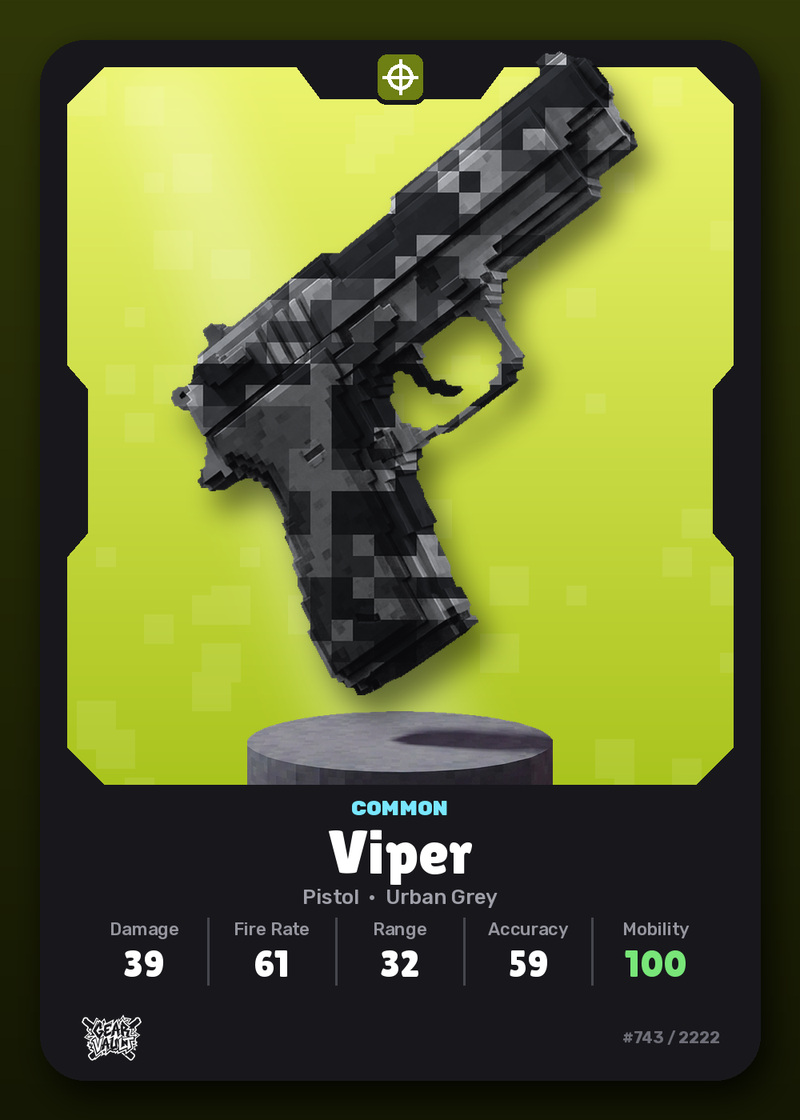 COMMON
Viper
Pistol • Urban Grey
Damage Fire Rate Range Accuracy Mobility
39 61 32 59 100
GEAR
VAULT
#743 / 2222